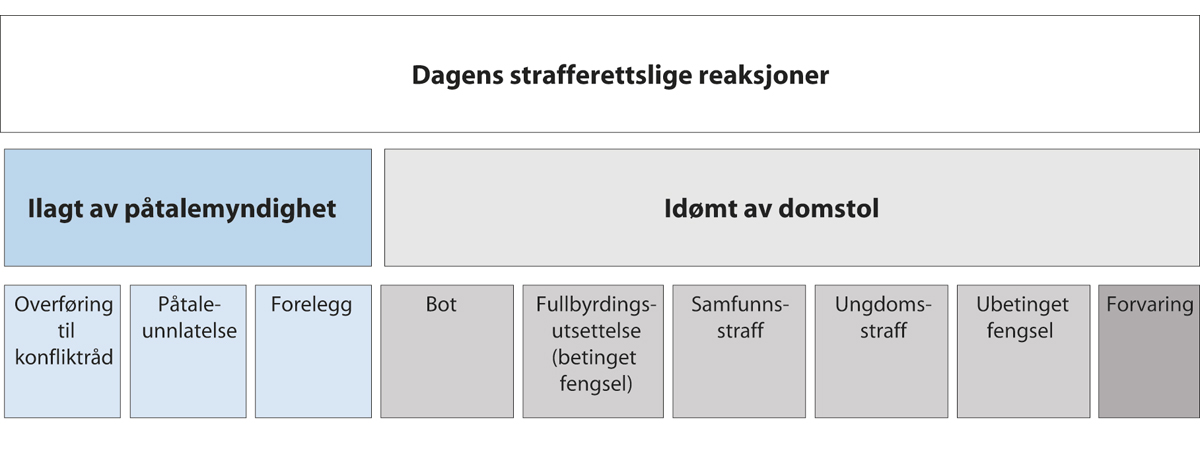 Dagens strafferettslige reaksjoner
Ilagt av påtalemyndighet
Idømt av domstol
Overføring
til
konfliktråd
Påtale-
unnlatelse
Forelegg
Bot
Fullbyrdings-
utsettelse
(betinget
fengsel)
Samfunns-
straff
Ungdoms-
straff
Ubetinget
fengsel
Forvaring